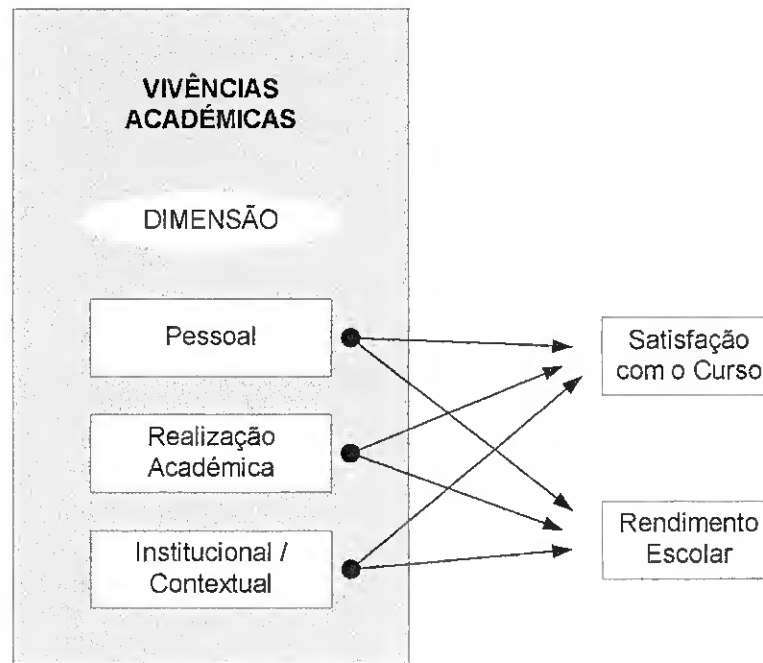 VIVÊNCIAS
ACADÉMICAS
DIMENSÃO
Pessoal
Realização
Académica
Institucional /
Contextual
Satisfação
com o Curso
Rendimento
Escolar